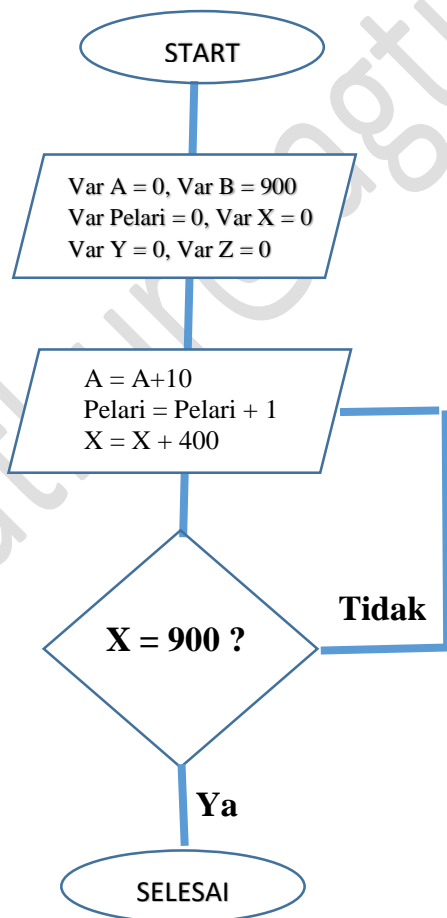 START
Var A = 0, Var B = 900
Var Pelari = 0, Var X = 0
Var Y = 0, Var Z = 0
A = A+10
Pelari = Pelari + 1
X = X + 400
X = 900 ?
Tidak
Ya
SELESAI